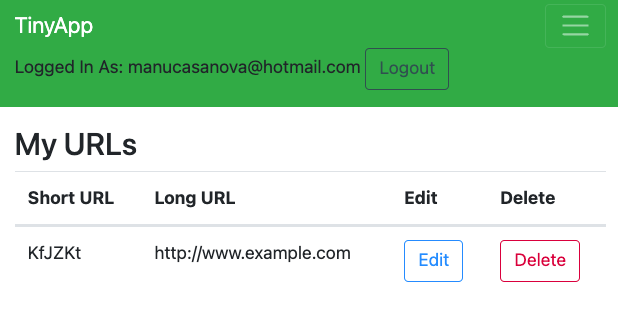 TinyApp
Logged In As: manucasanova@hotmail.com Logout
My URLs
Short URL Long URL Edit Delete
KfJZKt http://www.example.com Edit Delete